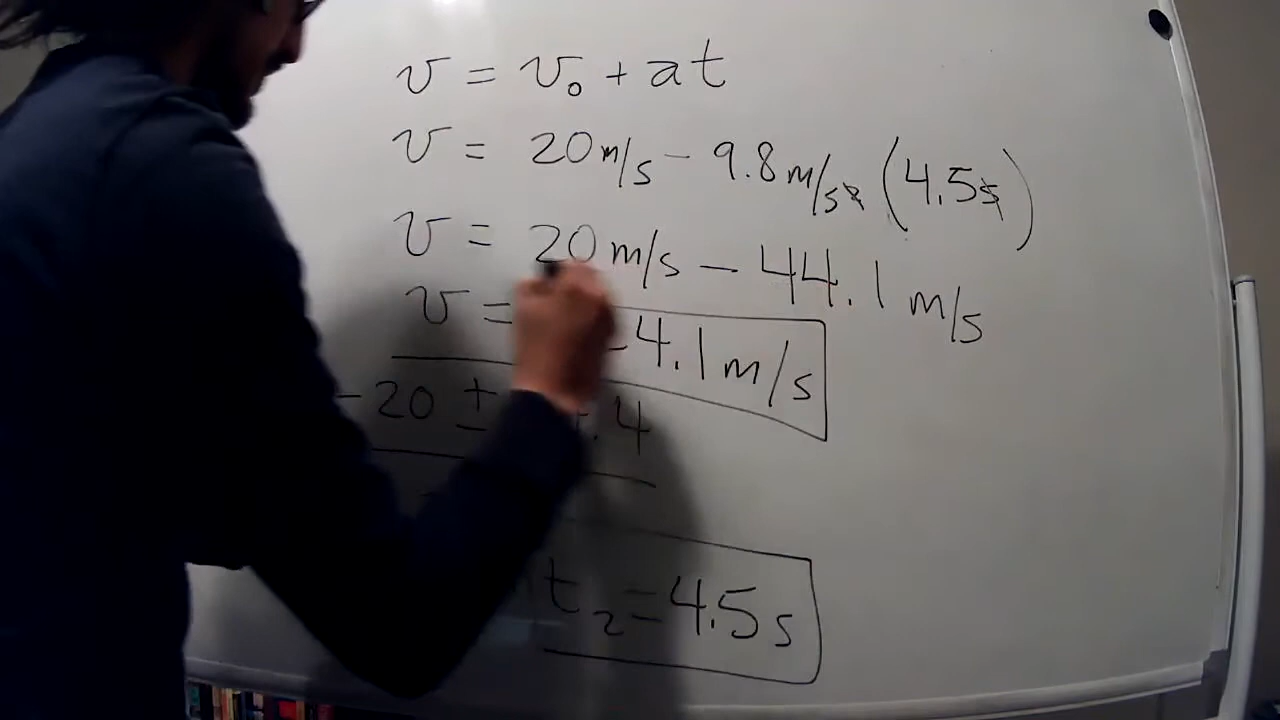 v = v₀ + at
v = 20 m/s - 9.8 m/s² (4.5s)
v = 20 m/s - 44.1 m/s
v = -4.1 m/s
-20 ± .4
t₂ = 4.5 s